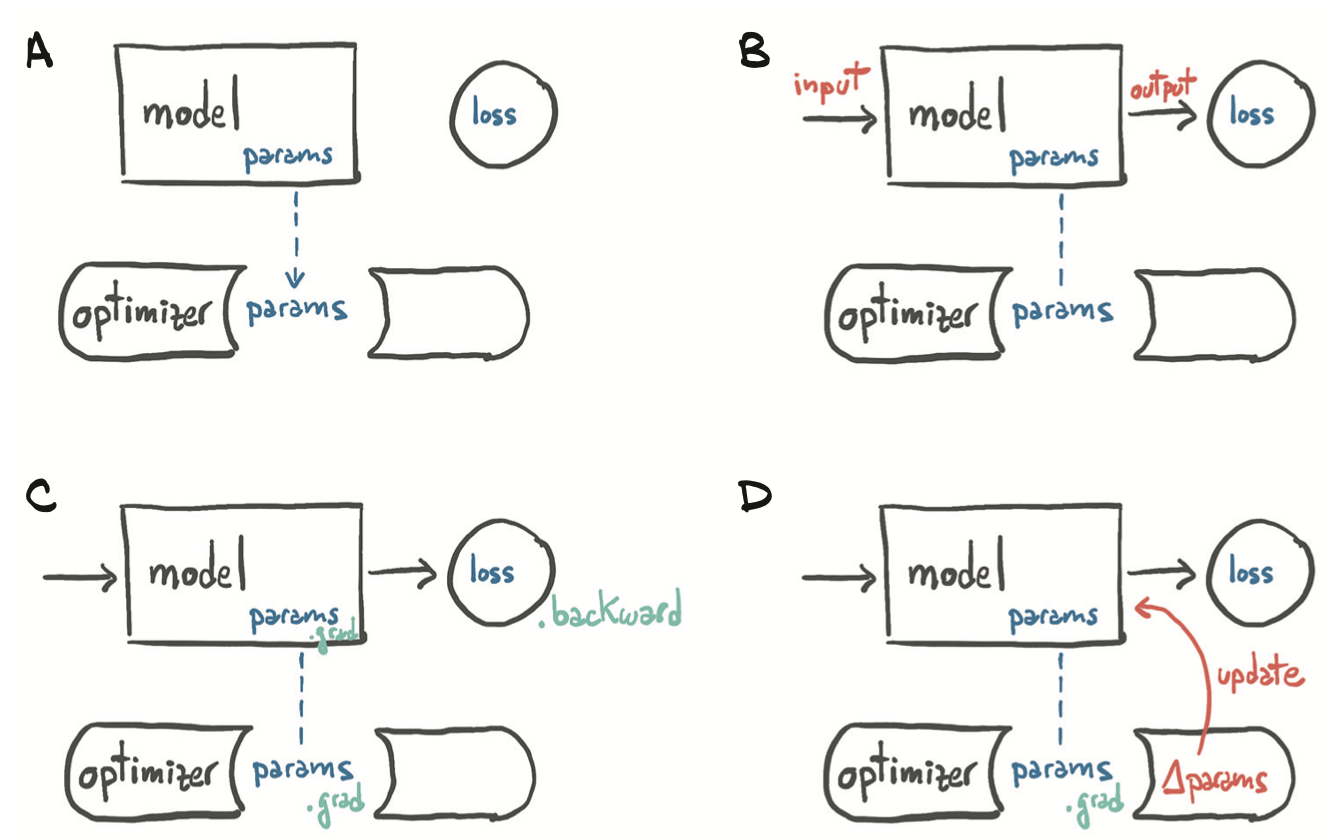 A
model
params
loss
optimizer
params
B
input
model
params
output
loss
optimizer
params
C
model
params
.grad
loss
.backward
optimizer
params
.grad
D
model
params
loss
update
optimizer
params
.grad
Δparams